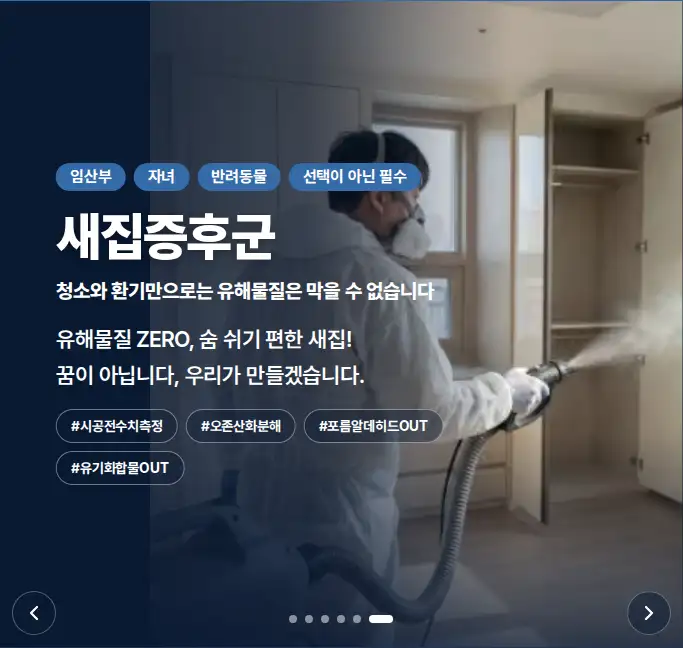 임산부 자녀 반려동물 선택이 아닌 필수
새집증후군
청소와 환기만으로는 유해물질은 막을 수 없습니다
유해물질 ZERO, 숨 쉬기 편한 새집!
꿈이 아닙니다, 우리가 만들겠습니다.
#시공전수치측정 #오존산화분해 #포름알데히드OUT
#유기화합물OUT